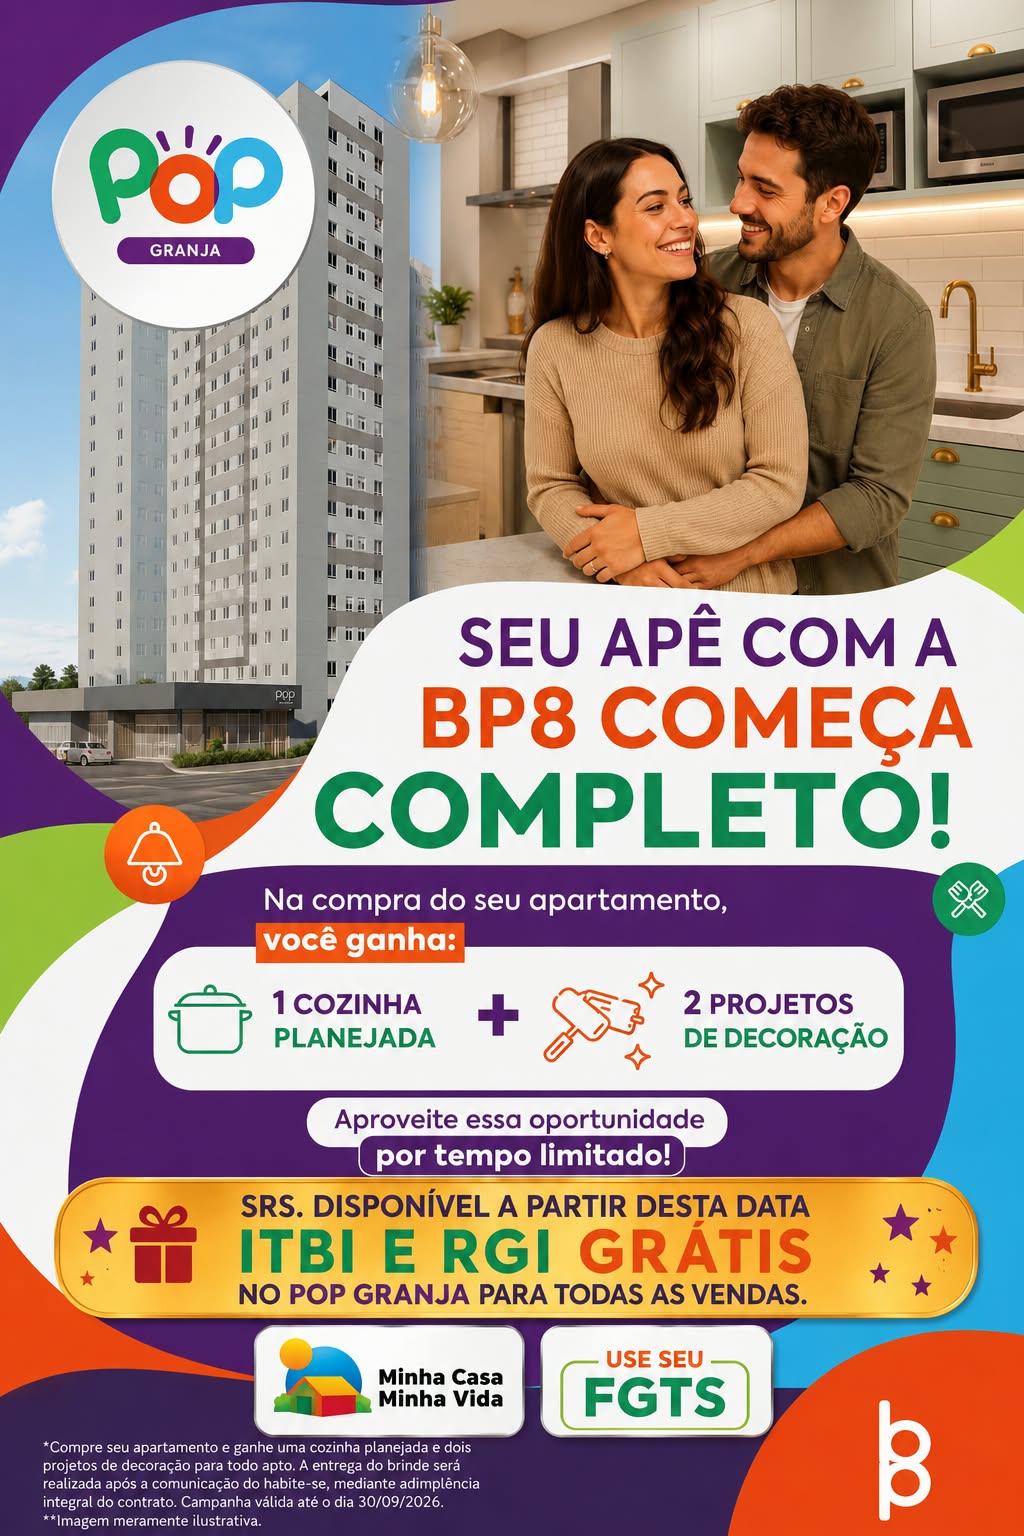 POP
GRANJA
pop
SEU APÊ COM A
BP8 COMEÇA
COMPLETO!
Na compra do seu apartamento,
você ganha:
1 COZINHA
PLANEJADA
+
2 PROJETOS
DE DECORAÇÃO
Aproveite essa oportunidade
por tempo limitado!
SRS. DISPONÍVEL A PARTIR DESTA DATA
ITBI E RGI GRÁTIS
NO POP GRANJA PARA TODAS AS VENDAS.
Minha Casa
Minha Vida
USE SEU
FGTS
bp
*Compre seu apartamento e ganhe uma cozinha planejada e dois
projetos de decoração para todo apto. A entrega do brinde será
realizada após a comunicação do habite-se, mediante adimplência
integral do contrato. Campanha válida até o dia 30/09/2026.
**Imagem meramente ilustrativa.